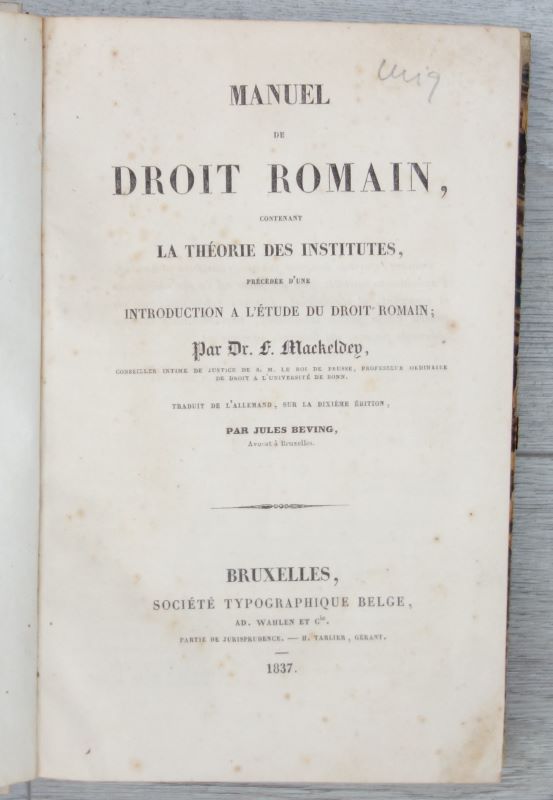 MANUEL
DE
DROIT ROMAIN,
CONTENANT
LA THÉORIE DES INSTITUTES,
PRÉCÉDÉE D'UNE
INTRODUCTION A L'ÉTUDE DU DROIT ROMAIN;
Par Dr. F. Mackeldey,
CONSEILLER INTIME DE JUSTICE DE S. M. LE ROI DE PRUSSE, PROFESSEUR ORDINAIRE
DE DROIT A L'UNIVERSITÉ DE BONN.
TRADUIT DE L'ALLEMAND, SUR LA DIXIÈME ÉDITION,
PAR JULES BEVING,
Avocat à Bruxelles.
BRUXELLES,
SOCIÉTÉ TYPOGRAPHIQUE BELGE,
AD. WAHLEN ET Cie.
PARTIE DE JURISPRUDENCE. — H. TARLIER, GÉRANT.
1837.